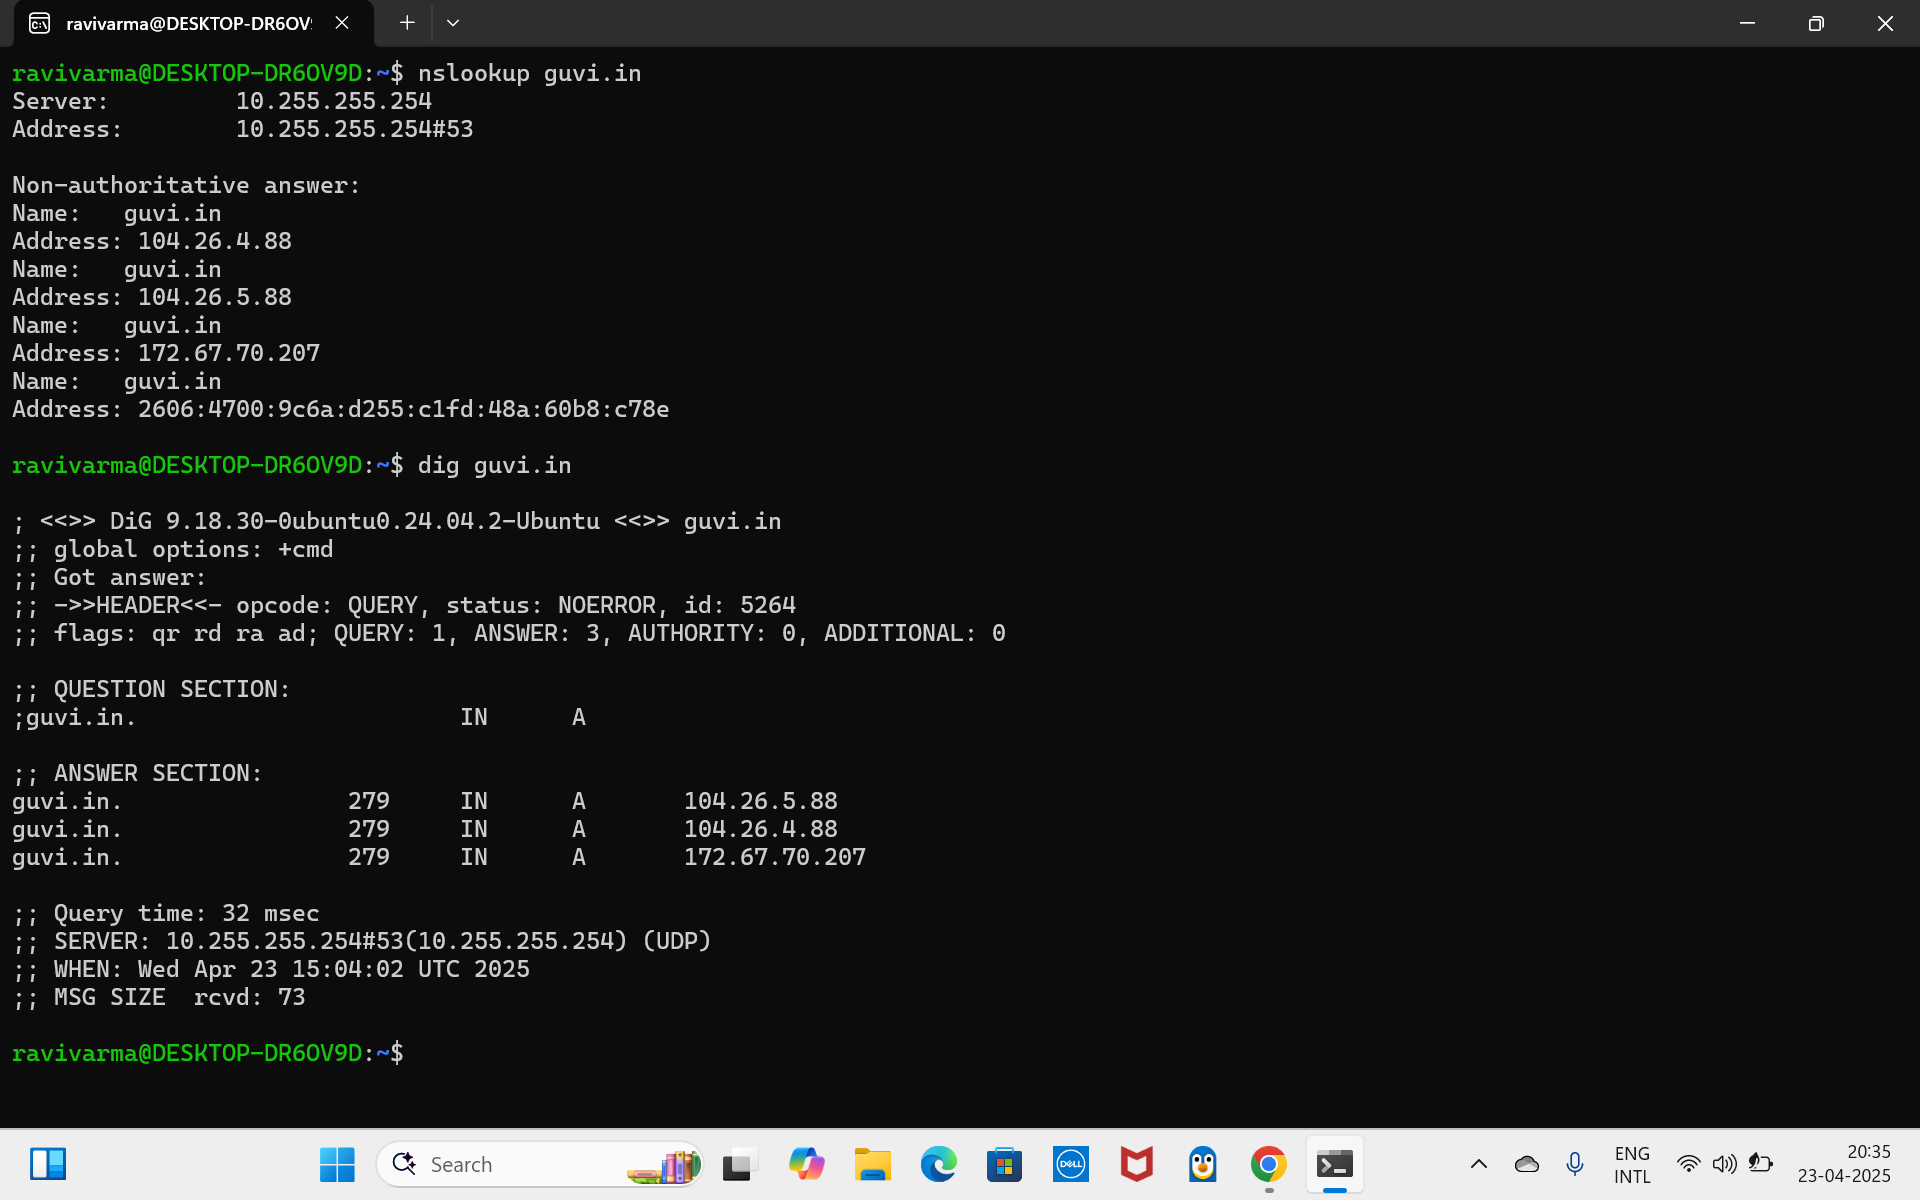 ravivarma@DESKTOP-DR6OV9
ravivarma@DESKTOP-DR6OV9D:~$ nslookup guvi.in
Server:         10.255.255.254
Address:        10.255.255.254#53
Non-authoritative answer:
Name:   guvi.in
Address: 104.26.4.88
Name:   guvi.in
Address: 104.26.5.88
Name:   guvi.in
Address: 172.67.70.207
Name:   guvi.in
Address: 2606:4700:9c6a:d255:c1fd:48a:60b8:c78e
ravivarma@DESKTOP-DR6OV9D:~$ dig guvi.in
; <<>> DiG 9.18.30-0ubuntu0.24.04.2-Ubuntu <<>> guvi.in
;; global options: +cmd
;; Got answer:
;; ->>HEADER<<- opcode: QUERY, status: NOERROR, id: 5264
;; flags: qr rd ra ad; QUERY: 1, ANSWER: 3, AUTHORITY: 0, ADDITIONAL: 0
;; QUESTION SECTION:
;guvi.in.                       IN      A
;; ANSWER SECTION:
guvi.in.                279     IN      A       104.26.5.88
guvi.in.                279     IN      A       104.26.4.88
guvi.in.                279     IN      A       172.67.70.207
;; Query time: 32 msec
;; SERVER: 10.255.255.254#53(10.255.255.254) (UDP)
;; WHEN: Wed Apr 23 15:04:02 UTC 2025
;; MSG SIZE  rcvd: 73
ravivarma@DESKTOP-DR6OV9D:~$
Search
DELL
ENG
INTL
20:35
23-04-2025